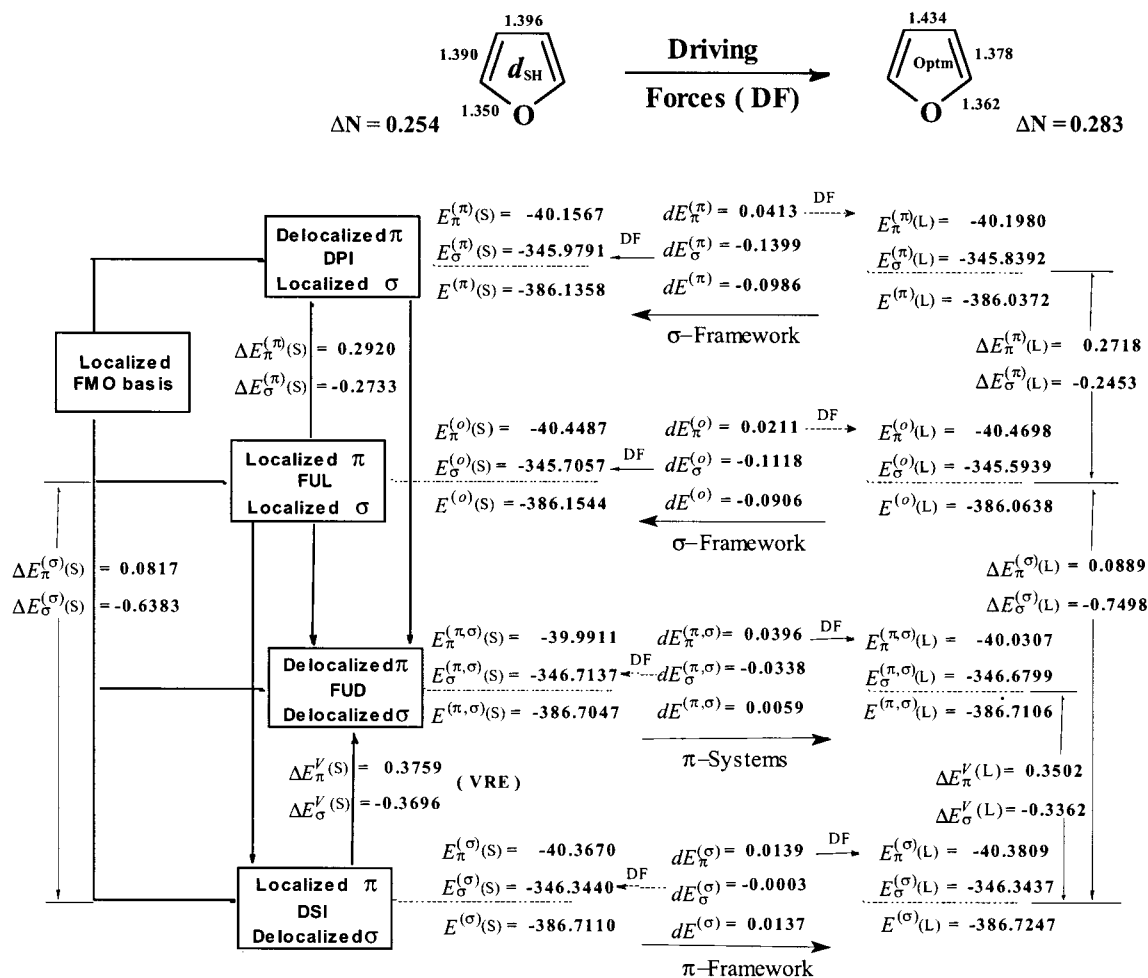 1.396
1.434
1.390
d_SH
Driving
Optm
1.378
1.350
O
Forces ( DF)
O
1.362
ΔN = 0.254
ΔN = 0.283
Delocalized π
DPI
Localized σ
E_π^(π)(S) = -40.1567
E_σ^(π)(S) = -345.9791
E^(π)(S) = -386.1358
DF
dE_π^(π) = 0.0413
dE_σ^(π) = -0.1399
dE^(π) = -0.0986
DF
E_π^(π)(L) = -40.1980
E_σ^(π)(L) = -345.8392
E^(π)(L) = -386.0372
σ–Framework
Localized
FMO basis
ΔE_π^(π)(S) = 0.2920
ΔE_σ^(π)(S) = -0.2733
ΔE_π^(π)(L) = 0.2718
ΔE_σ^(π)(L) = -0.2453
Localized π
FUL
Localized σ
E_π^(o)(S) = -40.4487
E_σ^(o)(S) = -345.7057
E^(o)(S) = -386.1544
DF
dE_π^(o) = 0.0211
dE_σ^(o) = -0.1118
dE^(o) = -0.0906
DF
E_π^(o)(L) = -40.4698
E_σ^(o)(L) = -345.5939
E^(o)(L) = -386.0638
σ–Framework
ΔE_π^(σ)(S) = 0.0817
ΔE_σ^(σ)(S) = -0.6383
ΔE_π^(σ)(L) = 0.0889
ΔE_σ^(σ)(L) = -0.7498
Delocalized π
FUD
Delocalized σ
E_π^(π,σ)(S) = -39.9911
E_σ^(π,σ)(S) = -346.7137
E^(π,σ)(S) = -386.7047
DF
dE_π^(π,σ) = 0.0396
dE_σ^(π,σ) = -0.0338
dE^(π,σ) = 0.0059
DF
E_π^(π,σ)(L) = -40.0307
E_σ^(π,σ)(L) = -346.6799
E^(π,σ)(L) = -386.7106
π–Systems
ΔE_π^V(S) = 0.3759
ΔE_σ^V(S) = -0.3696
( VRE )
ΔE_π^V(L) = 0.3502
ΔE_σ^V(L) = -0.3362
Localized π
DSI
Delocalized σ
E_π^(σ)(S) = -40.3670
E_σ^(σ)(S) = -346.3440
E^(σ)(S) = -386.7110
DF
dE_π^(σ) = 0.0139
dE_σ^(σ) = -0.0003
dE^(σ) = 0.0137
DF
E_π^(σ)(L) = -40.3809
E_σ^(σ)(L) = -346.3437
E^(σ)(L) = -386.7247
π–Framework